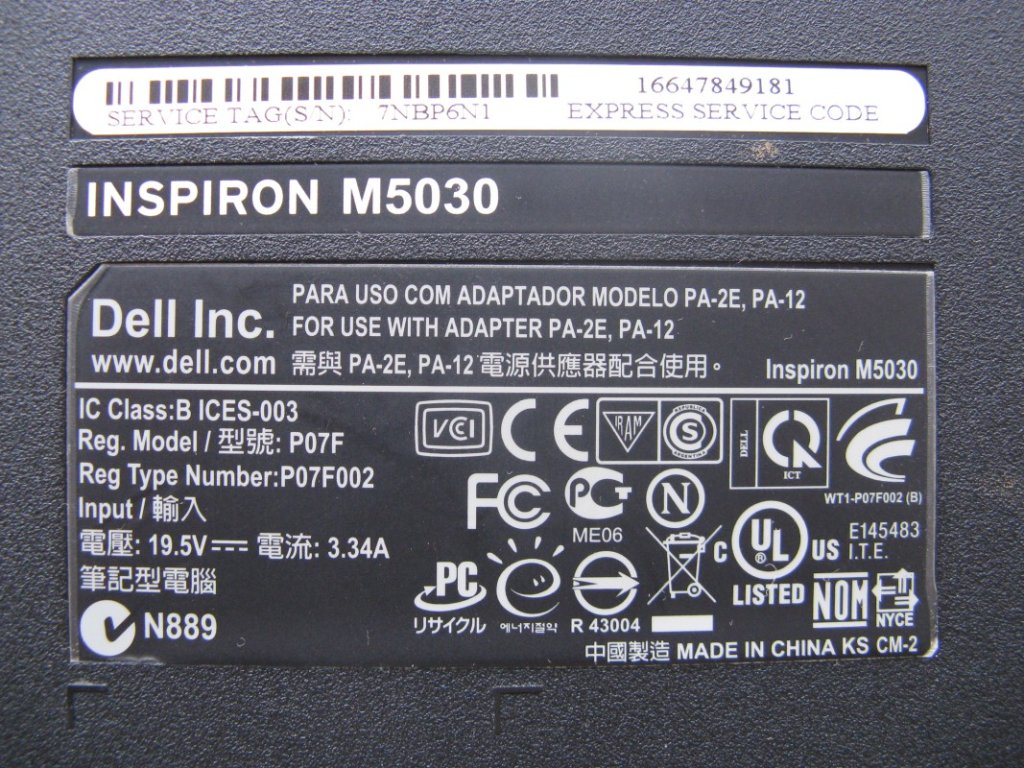 16647849181
SERVICE TAG(S/N): 7NBP6N1 EXPRESS SERVICE CODE
INSPIRON M5030
Dell Inc.
www.dell.com
PARA USO COM ADAPTADOR MODELO PA-2E, PA-12
FOR USE WITH ADAPTER PA-2E, PA-12
需與 PA-2E, PA-12 電源供應器配合使用。
Inspiron M5030
IC Class:B ICES-003
Reg. Model / 型號: P07F
Reg Type Number:P07F002
Input / 輸入
電壓: 19.5V 電流: 3.34A
筆記型電腦
N889
VCI
CE
IRAM
REPUBLICA
S
ARGENTINA
DELL
ICT
WT1-P07F002 (B)
FC
PCT
ME06
N
C UL® US
LISTED
E145483
I.T.E.
PC
リサイクル
e
에너지절약
R 43004
NOM
NYCE
中國製造 MADE IN CHINA KS CM-2